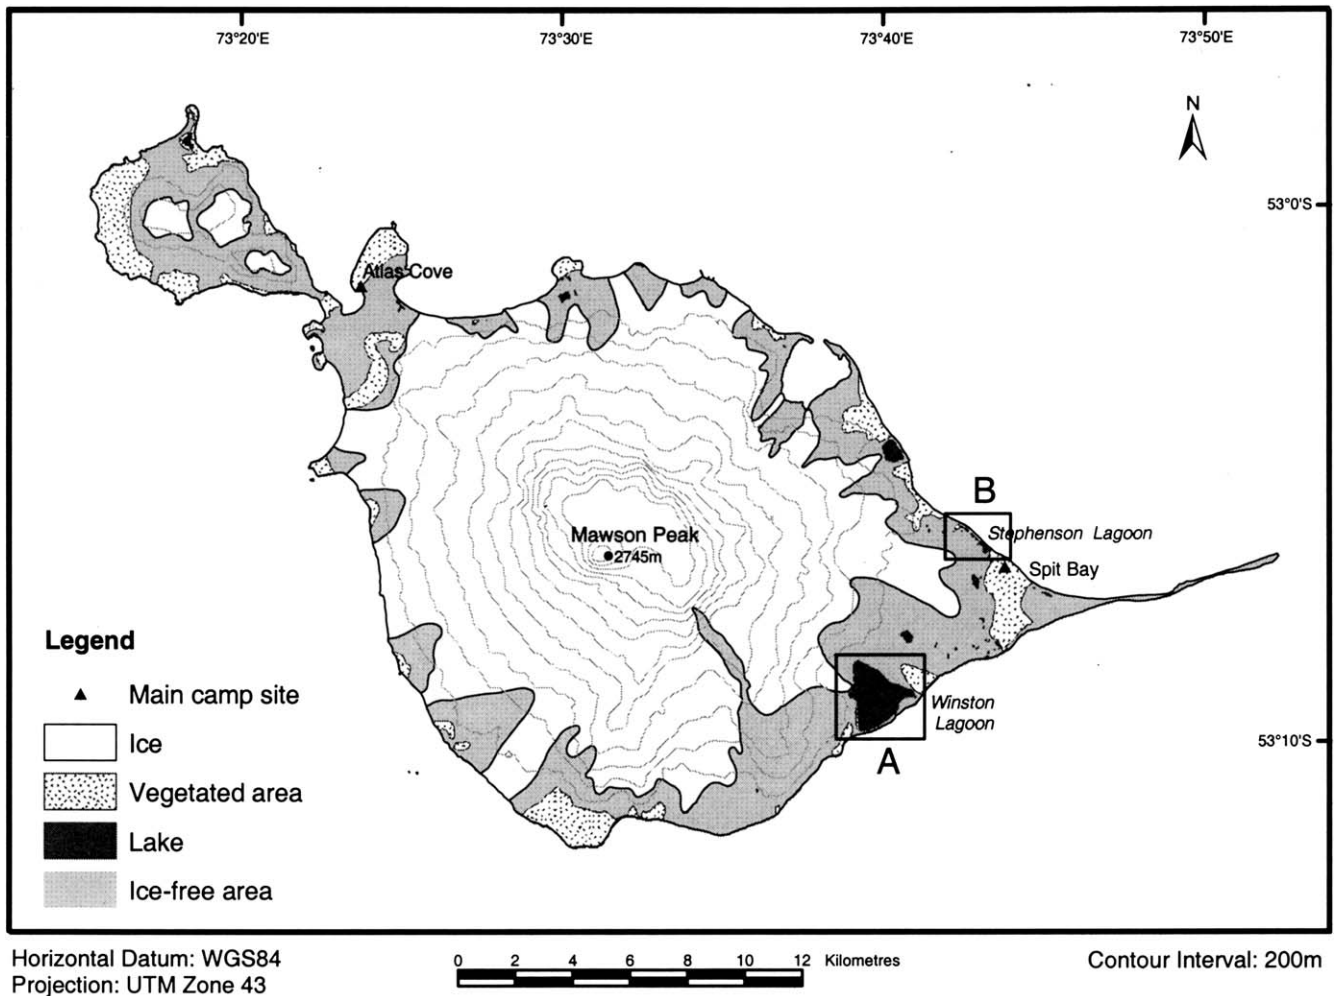 73°20'E 73°30'E 73°40'E 73°50'E
N
53°0'S
Atlas Cove
B
Stephenson Lagoon
Mawson Peak
2745m
Spit Bay
Legend
Main camp site
Winston
Lagoon
Ice
53°10'S
A
Vegetated area
Lake
Ice-free area
Horizontal Datum: WGS84
Projection: UTM Zone 43
0 2 4 6 8 10 12 Kilometres
Contour Interval: 200m